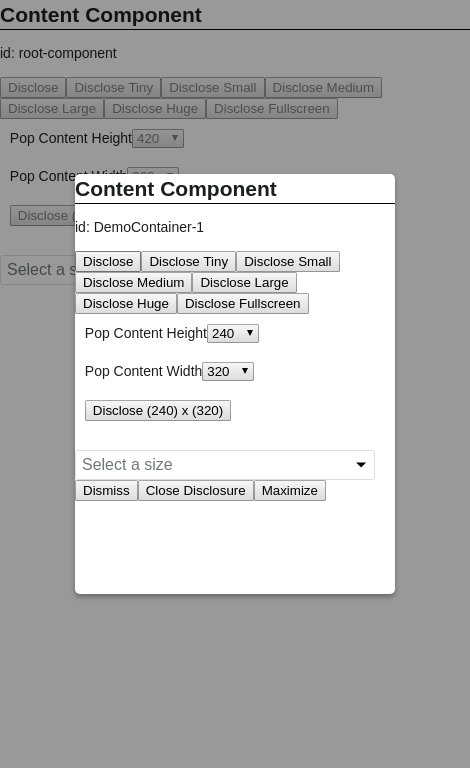 Content Component
id: root-component
Disclose Disclose Tiny Disclose Small Disclose Medium
Disclose Large Disclose Huge Disclose Fullscreen
Pop Content Height 420
Pop Content Width
Disclose (
Select a s
Content Component
id: DemoContainer-1
Disclose Disclose Tiny Disclose Small
Disclose Medium Disclose Large
Disclose Huge Disclose Fullscreen
Pop Content Height 240
Pop Content Width 320
Disclose (240) x (320)
Select a size
Dismiss Close Disclosure Maximize